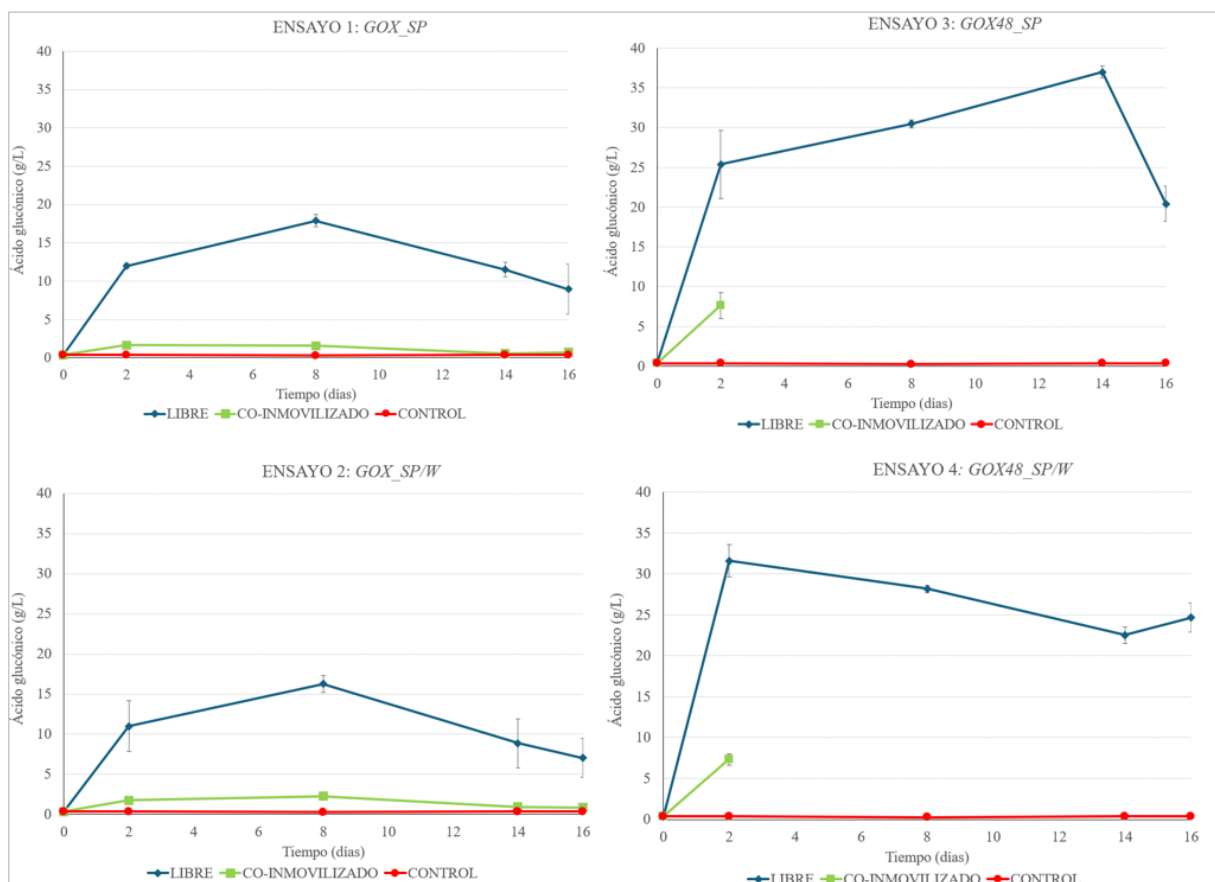 ENSAYO 1: GOX_SP
40
35
30
25
20
15
10
5
0
Ácido glucónico (g/L)
0 2 4 6 8 10 12 14 16
Tiempo (días)
LIBRE CO-INMOVILIZADO CONTROL
ENSAYO 3: GOX48_SP
40
35
30
25
20
15
10
5
0
Ácido glucónico (g/L)
0 2 4 6 8 10 12 14 16
Tiempo (días)
LIBRE CO-INMOVILIZADO CONTROL
ENSAYO 2: GOX_SP/W
40
35
30
25
20
15
10
5
0
Ácido glucónico (g/L)
0 2 4 6 8 10 12 14 16
Tiempo (días)
LIBRE CO-INMOVILIZADO CONTROL
ENSAYO 4: GOX48_SP/W
40
35
30
25
20
15
10
5
0
Ácido glucónico (g/L)
0 2 4 6 8 10 12 14 16
Tiempo (días)
LIBRE CO-INMOVILIZADO CONTROL